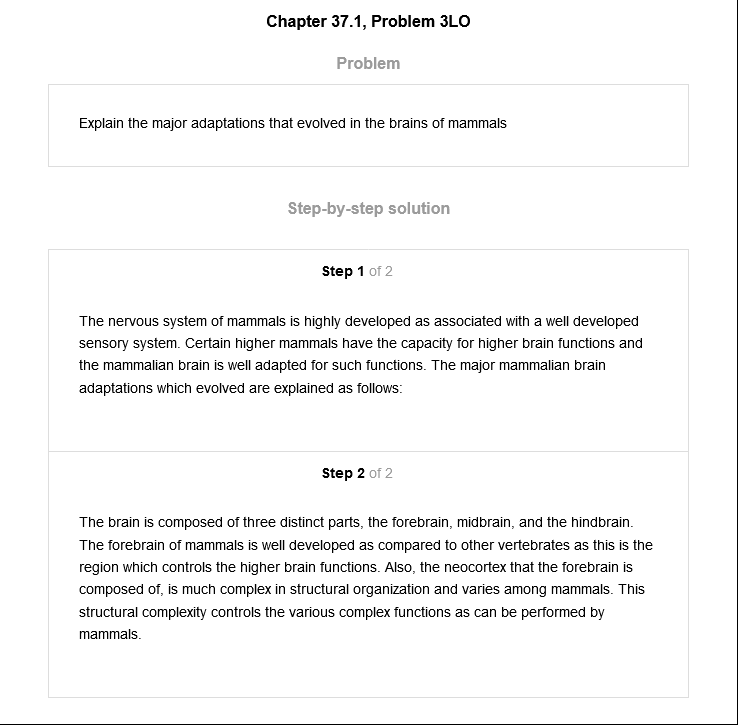 Chapter 37.1, Problem 3LO
Problem
Explain the major adaptations that evolved in the brains of mammals
Step-by-step solution
Step 1 of 2
The nervous system of mammals is highly developed as associated with a well developed
sensory system. Certain higher mammals have the capacity for higher brain functions and
the mammalian brain is well adapted for such functions. The major mammalian brain
adaptations which evolved are explained as follows:
Step 2 of 2
The brain is composed of three distinct parts, the forebrain, midbrain, and the hindbrain.
The forebrain of mammals is well developed as compared to other vertebrates as this is the
region which controls the higher brain functions. Also, the neocortex that the forebrain is
composed of, is much complex in structural organization and varies among mammals. This
structural complexity controls the various complex functions as can be performed by
mammals.